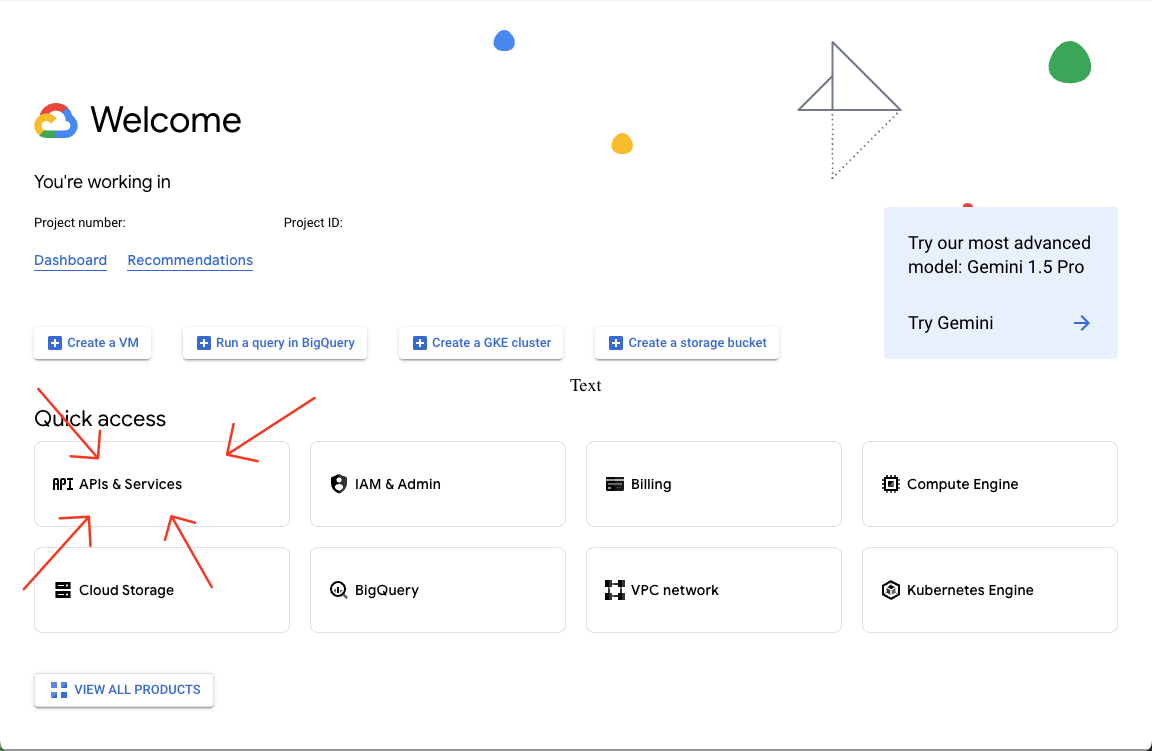 Welcome
You're working in
Project number: Project ID:
Dashboard Recommendations
Try our most advanced
model: Gemini 1.5 Pro
Try Gemini
Create a VM Run a query in BigQuery Create a GKE cluster Create a storage bucket
Text
Quick access
API APIs & Services IAM & Admin Billing Compute Engine
Cloud Storage BigQuery VPC network Kubernetes Engine
VIEW ALL PRODUCTS